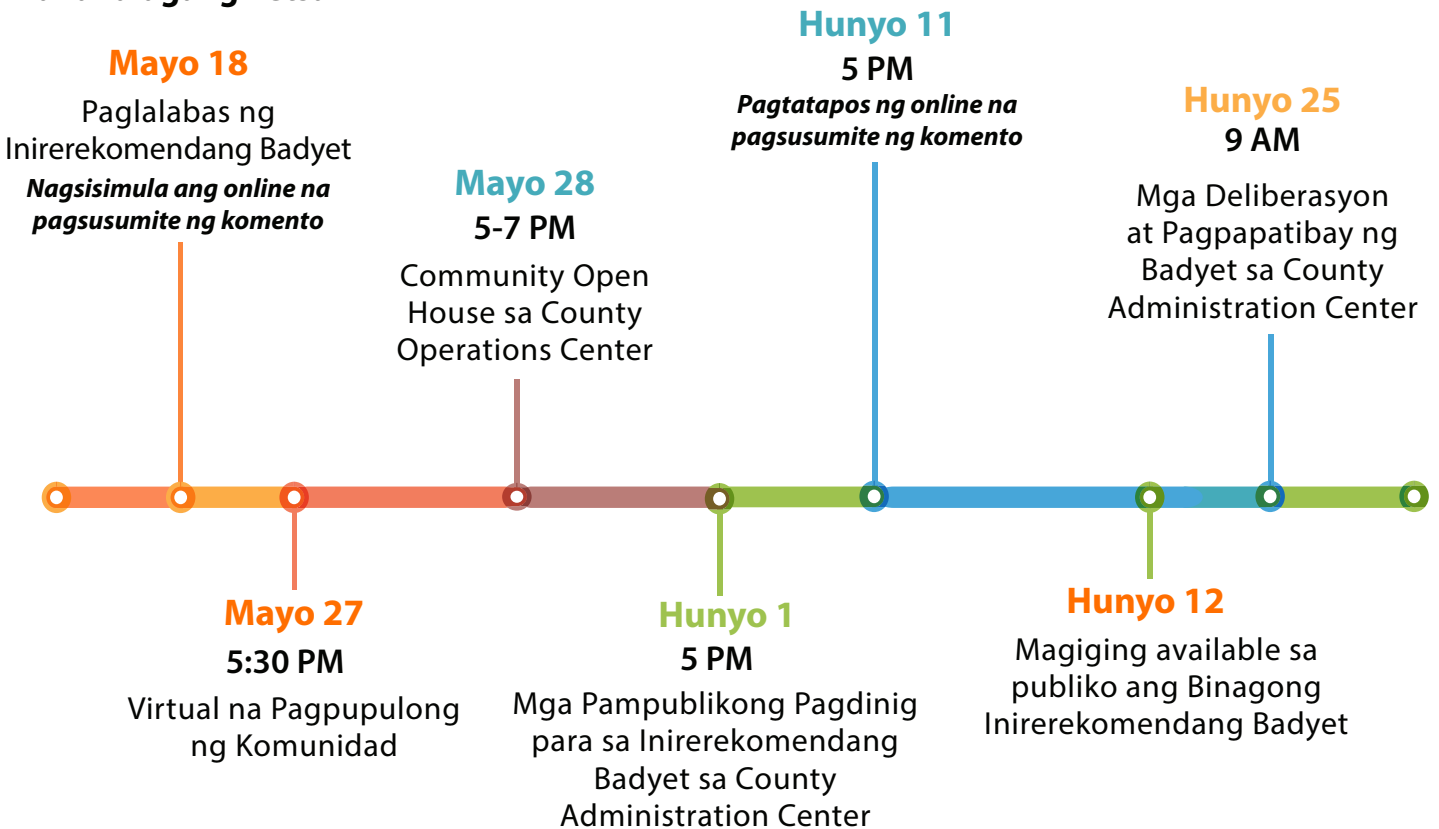 Mayo 18
Paglalabas ng
Inirerekomendang Badyet
Nagsisimula ang online na
pagsusumite ng komento
Mayo 27
5:30 PM
Virtual na Pagpupulong
ng Komunidad
Mayo 28
5-7 PM
Community Open
House sa County
Operations Center
Hunyo 1
5 PM
Mga Pampublikong Pagdinig
para sa Inirerekomendang
Badyet sa County
Administration Center
Hunyo 11
5 PM
Pagtatapos ng online na
pagsusumite ng komento
Hunyo 12
Magiging available sa
publiko ang Binagong
Inirerekomendang Badyet
Hunyo 25
9 AM
Mga Deliberasyon
at Pagpapatibay ng
Badyet sa County
Administration Center